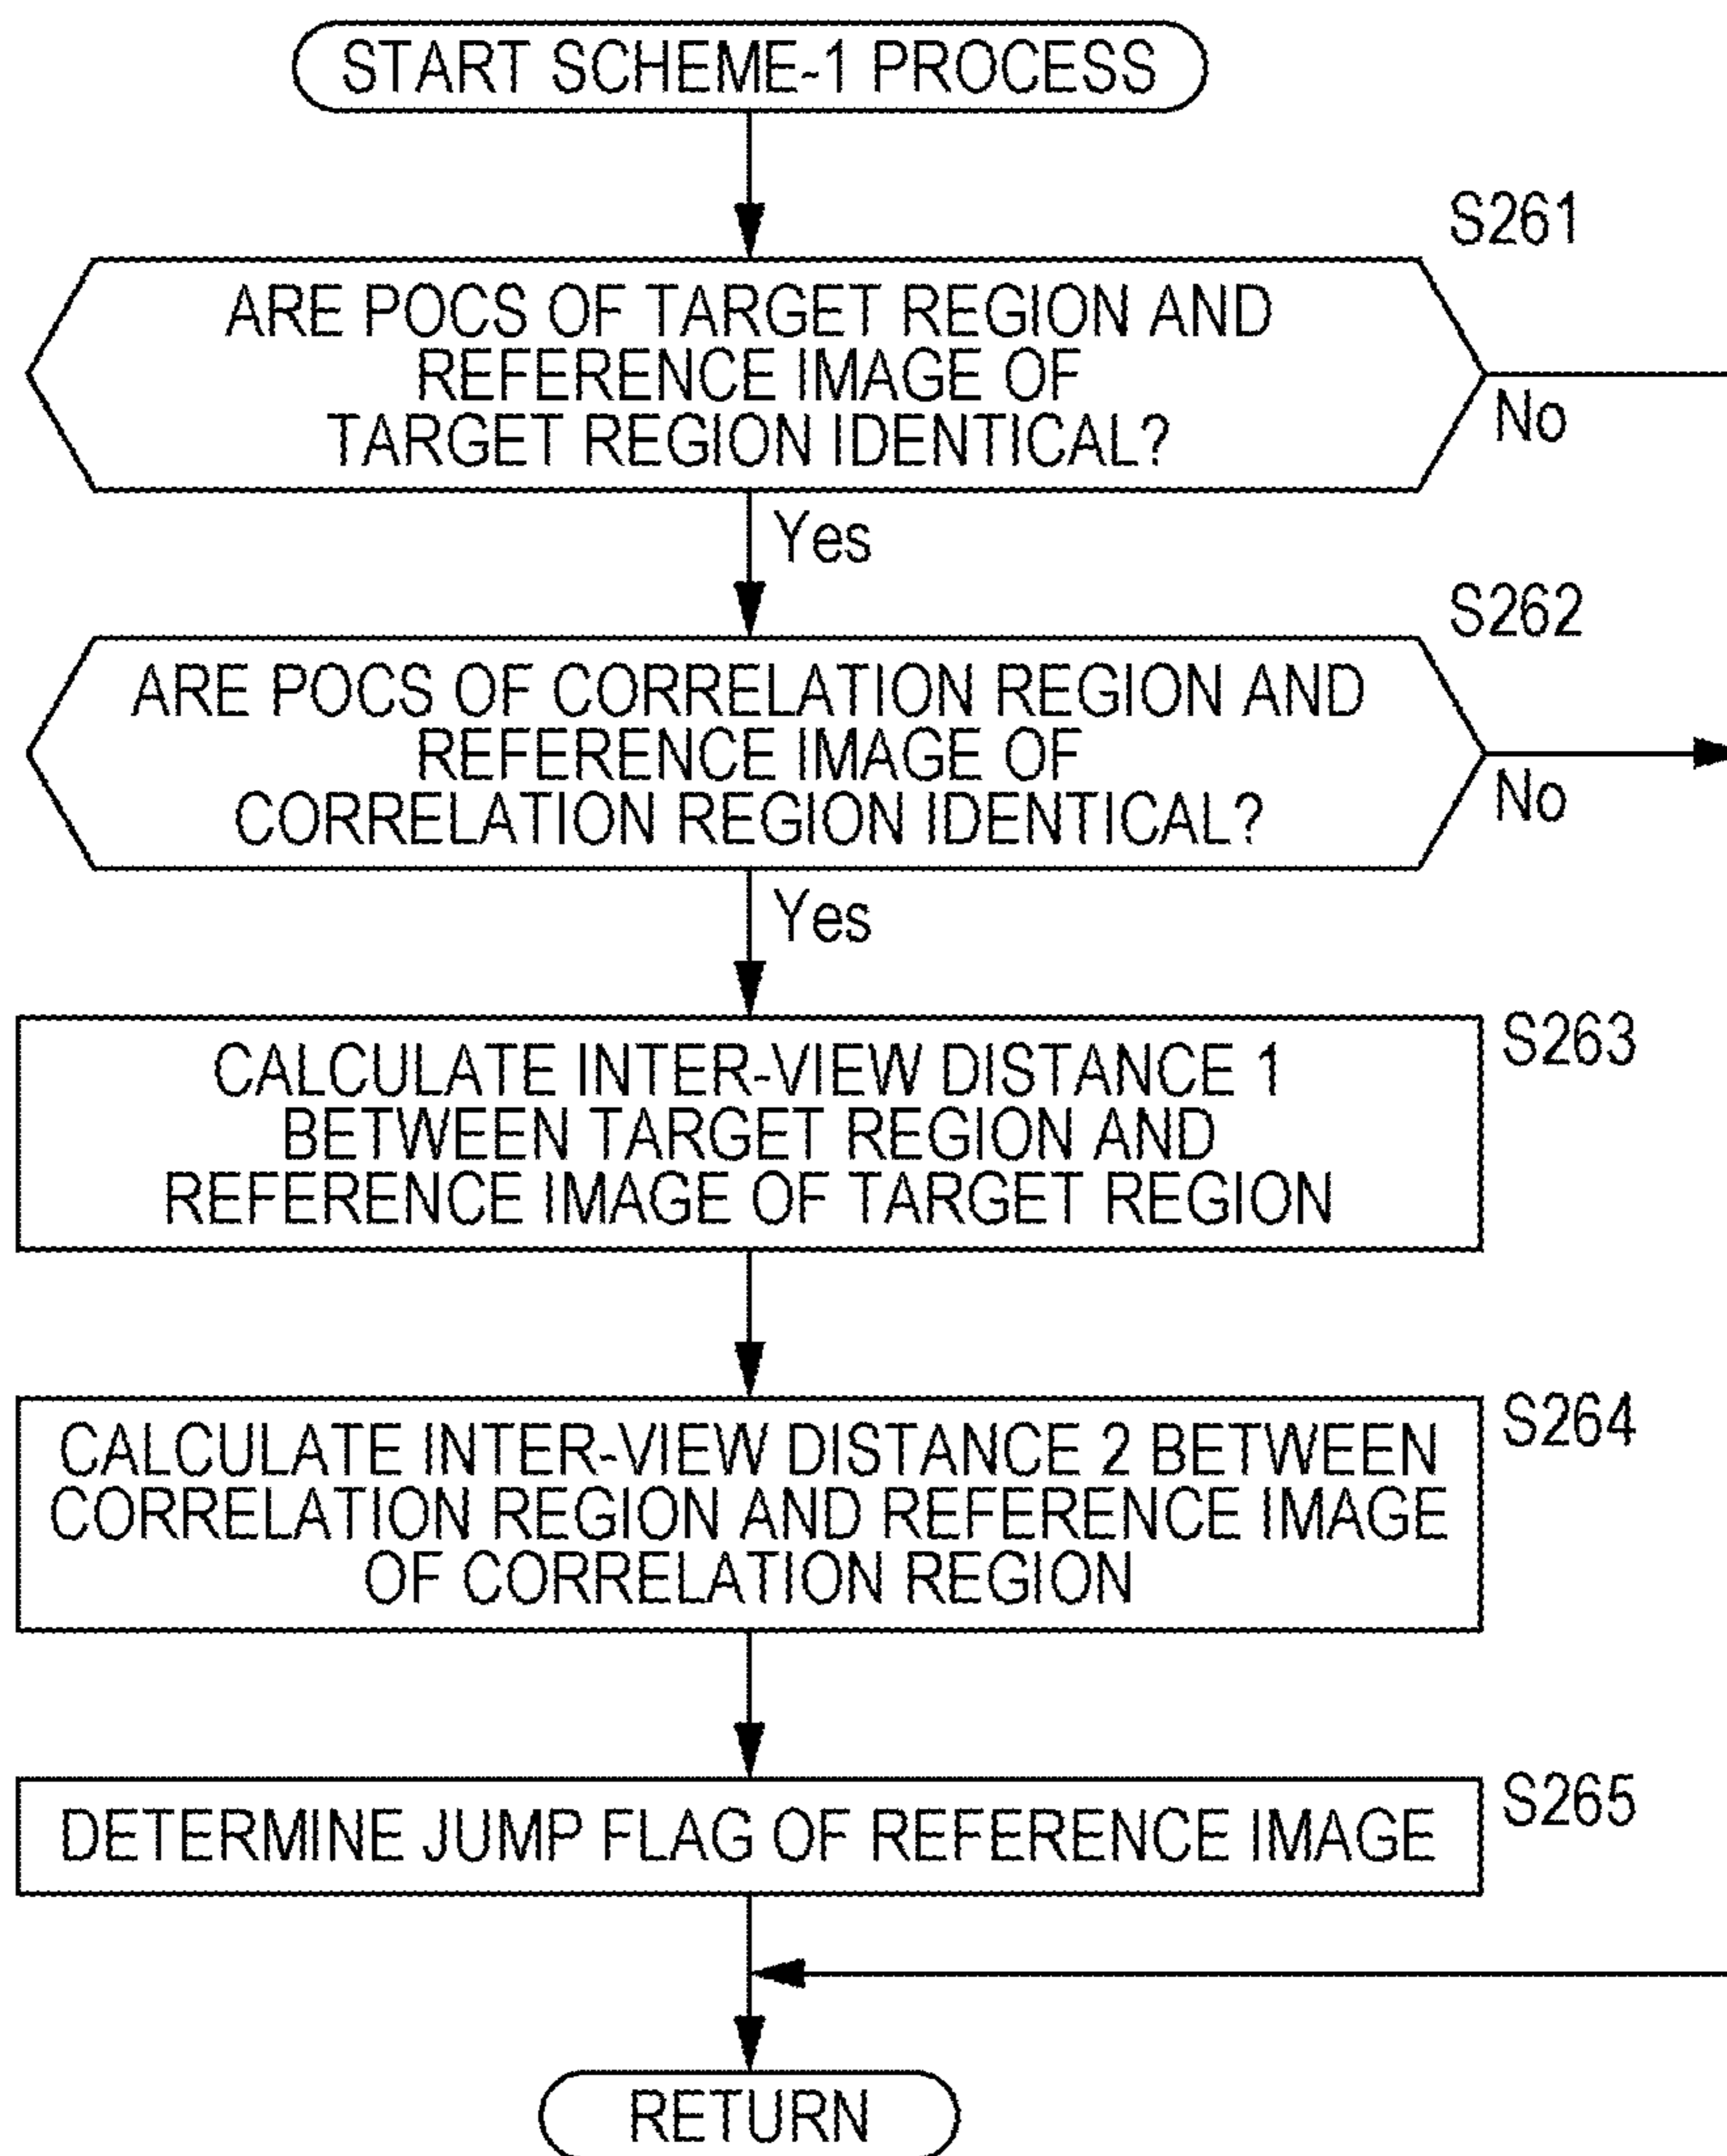 START SCHEME-1 PROCESS
S261
ARE POCS OF TARGET REGION AND
REFERENCE IMAGE OF
TARGET REGION IDENTICAL?
No
Yes
S262
ARE POCS OF CORRELATION REGION AND
REFERENCE IMAGE OF
CORRELATION REGION IDENTICAL?
No
Yes
S263
CALCULATE INTER-VIEW DISTANCE 1
BETWEEN TARGET REGION AND
REFERENCE IMAGE OF TARGET REGION
S264
CALCULATE INTER-VIEW DISTANCE 2 BETWEEN
CORRELATION REGION AND REFERENCE IMAGE
OF CORRELATION REGION
S265
DETERMINE JUMP FLAG OF REFERENCE IMAGE
RETURN